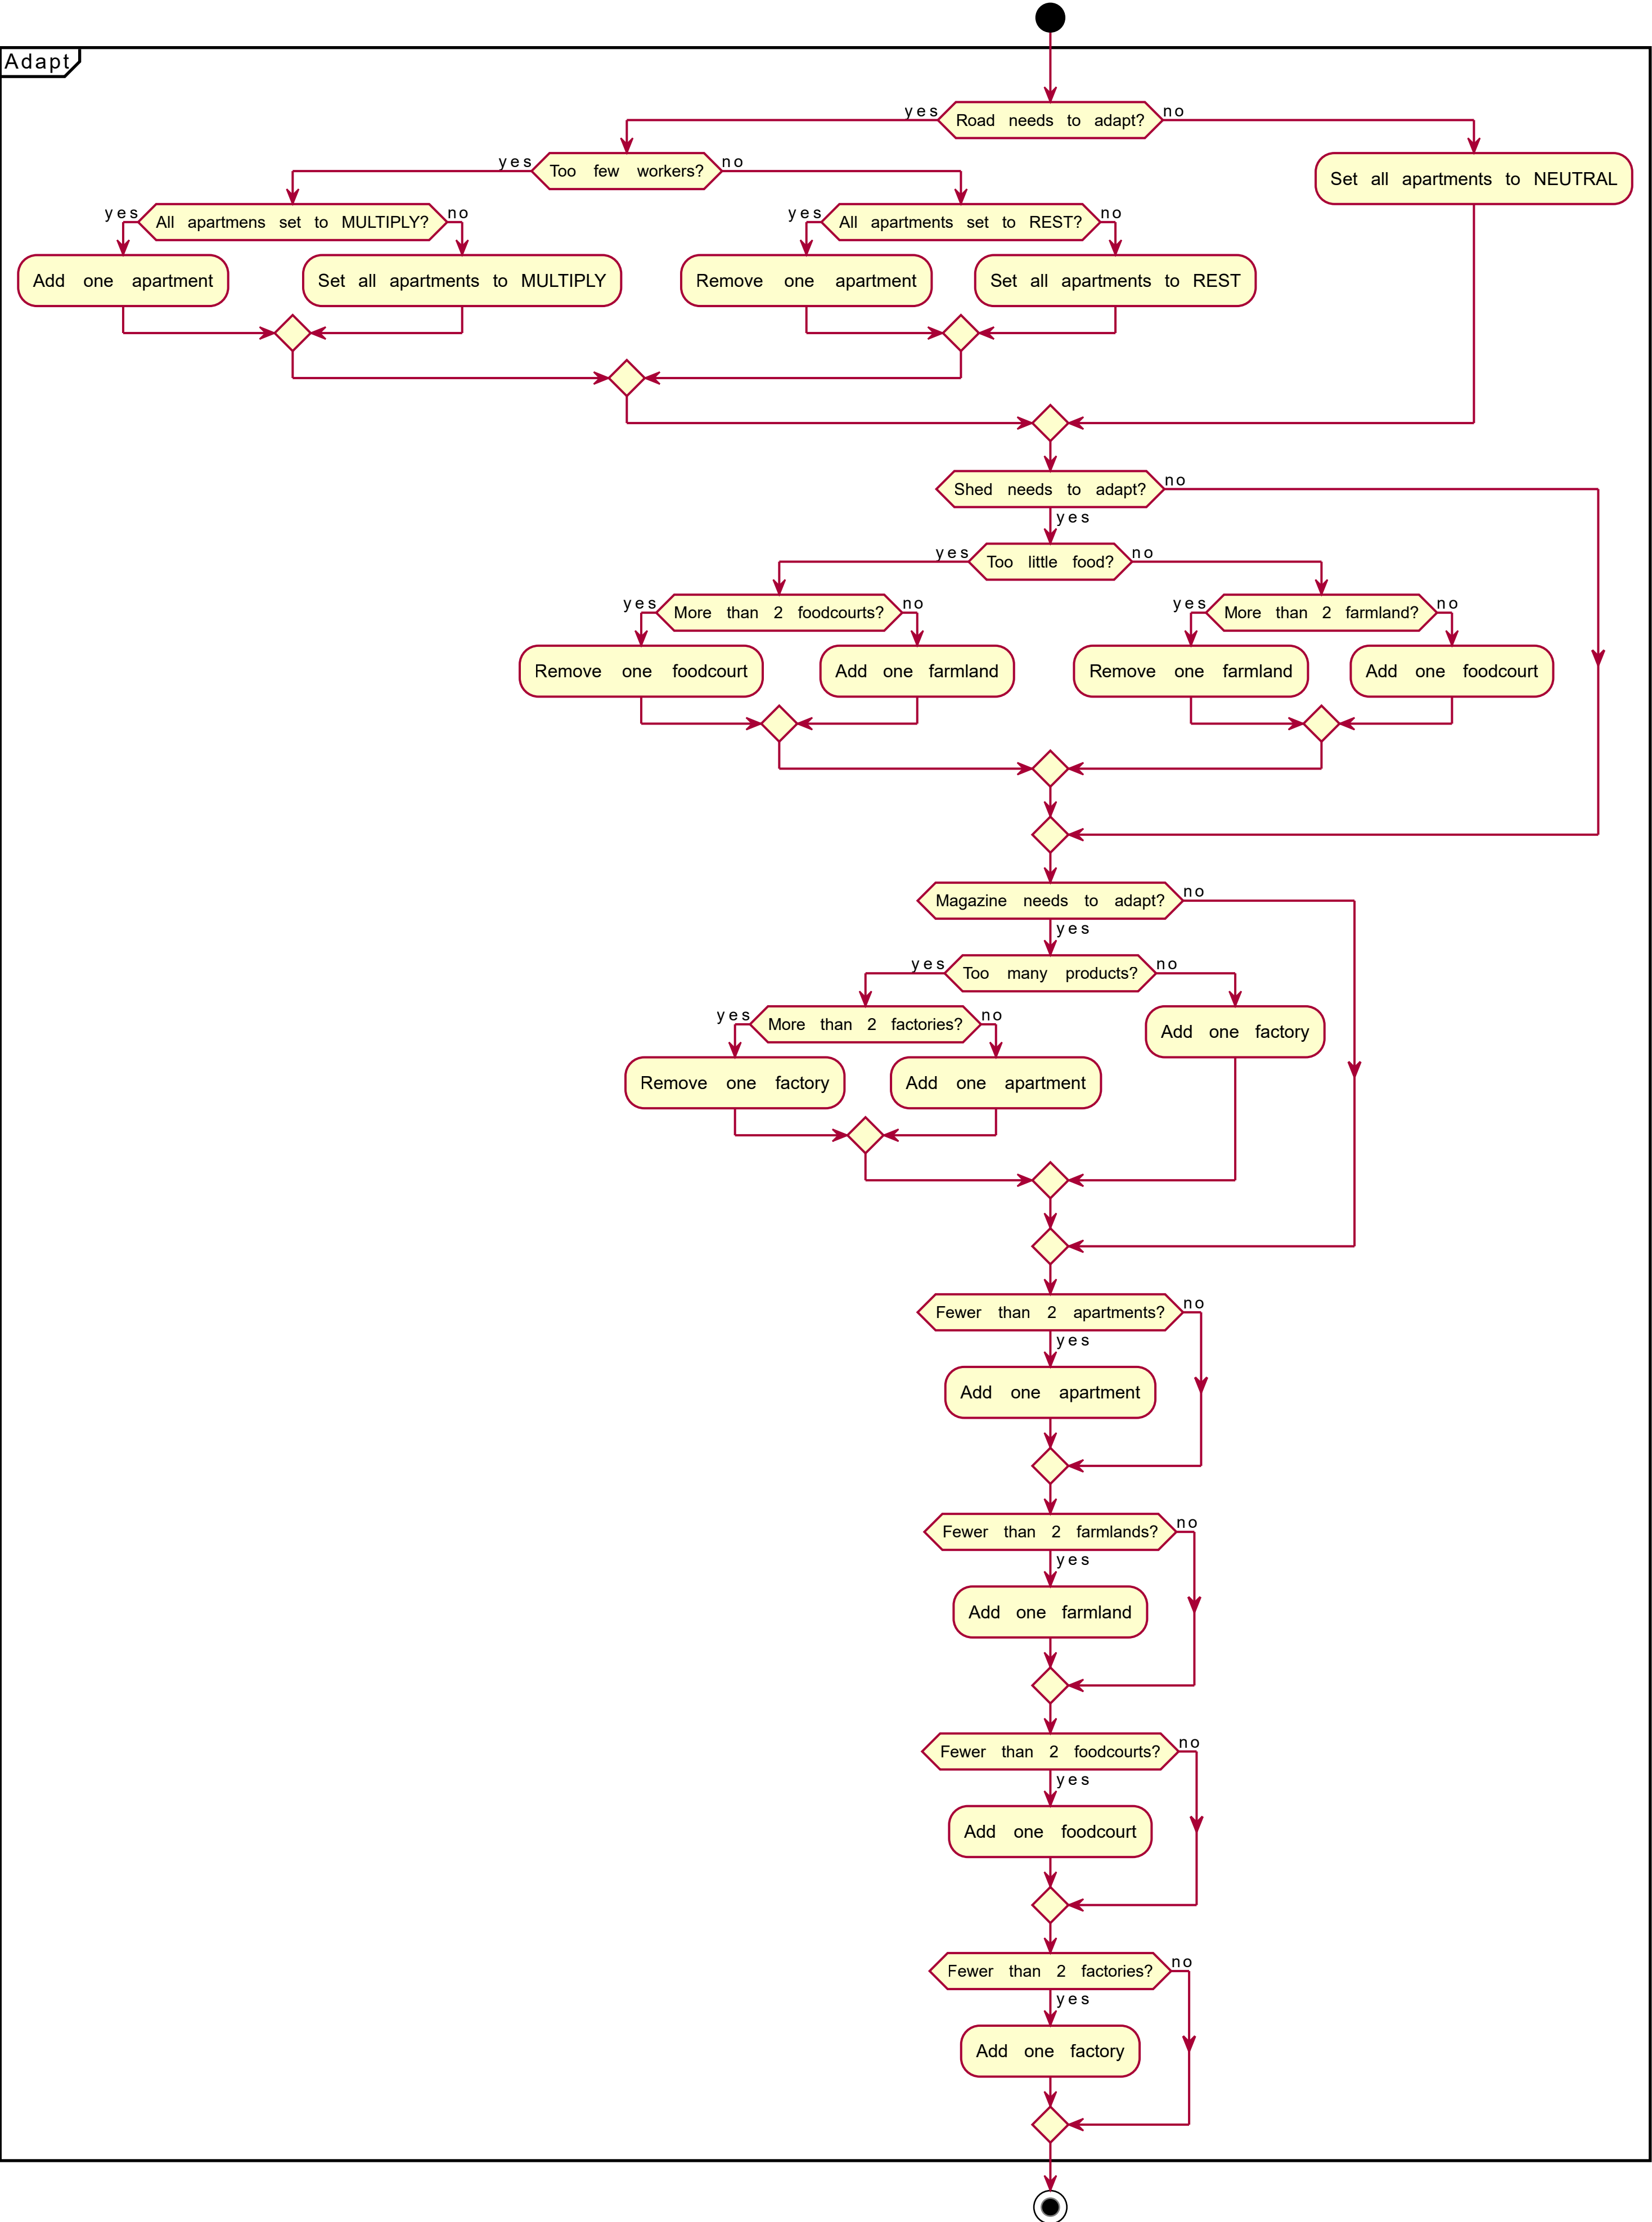 Adapt
yes
Road needs to adapt?
no
yes
Too few workers?
no
Set all apartments to NEUTRAL
yes
All apartmens set to MULTIPLY?
no
yes
All apartments set to REST?
no
Add one apartment
Set all apartments to MULTIPLY
Remove one apartment
Set all apartments to REST
Shed needs to adapt?
no
yes
yes
Too little food?
no
yes
More than 2 foodcourts?
no
yes
More than 2 farmland?
no
Remove one foodcourt
Add one farmland
Remove one farmland
Add one foodcourt
Magazine needs to adapt?
no
yes
yes
Too many products?
no
yes
More than 2 factories?
no
Add one factory
Remove one factory
Add one apartment
Fewer than 2 apartments?
no
yes
Add one apartment
Fewer than 2 farmlands?
no
yes
Add one farmland
Fewer than 2 foodcourts?
no
yes
Add one foodcourt
Fewer than 2 factories?
no
yes
Add one factory